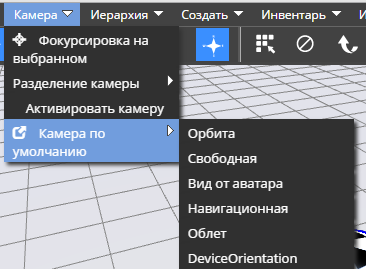 Камера Иерархия Создать Инвентарь
Фокусировка на
выбранном
Разделение камеры
Активировать камеру
Камера по
умолчанию
Орбита
Свободная
Вид от аватара
Навигационная
Облет
DeviceOrientation